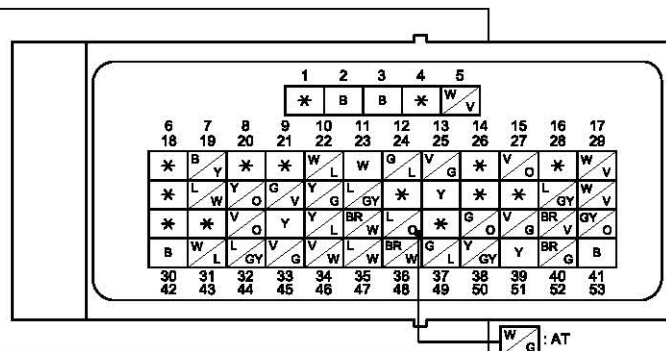 1 2 3 4 5
* B B * W/V
6 7 8 9 10 11 12 13 14 15 16 17
18 19 20 21 22 23 24 25 26 27 28 29
* B/Y * * W/L W G/L V/G * V/O * W/V
* L/W Y/O G/V Y/G L/GY * Y * * L/GY W/V
* * V/O Y Y/L BR/W L/O * G/O V/G BR/V GY/O
B W/L L/GY V/G V/W L/W BR/W G/L Y/GY Y BR/G B
30 31 32 33 34 35 36 37 38 39 40 41
42 43 44 45 46 47 48 49 50 51 52 53
W/G : AT